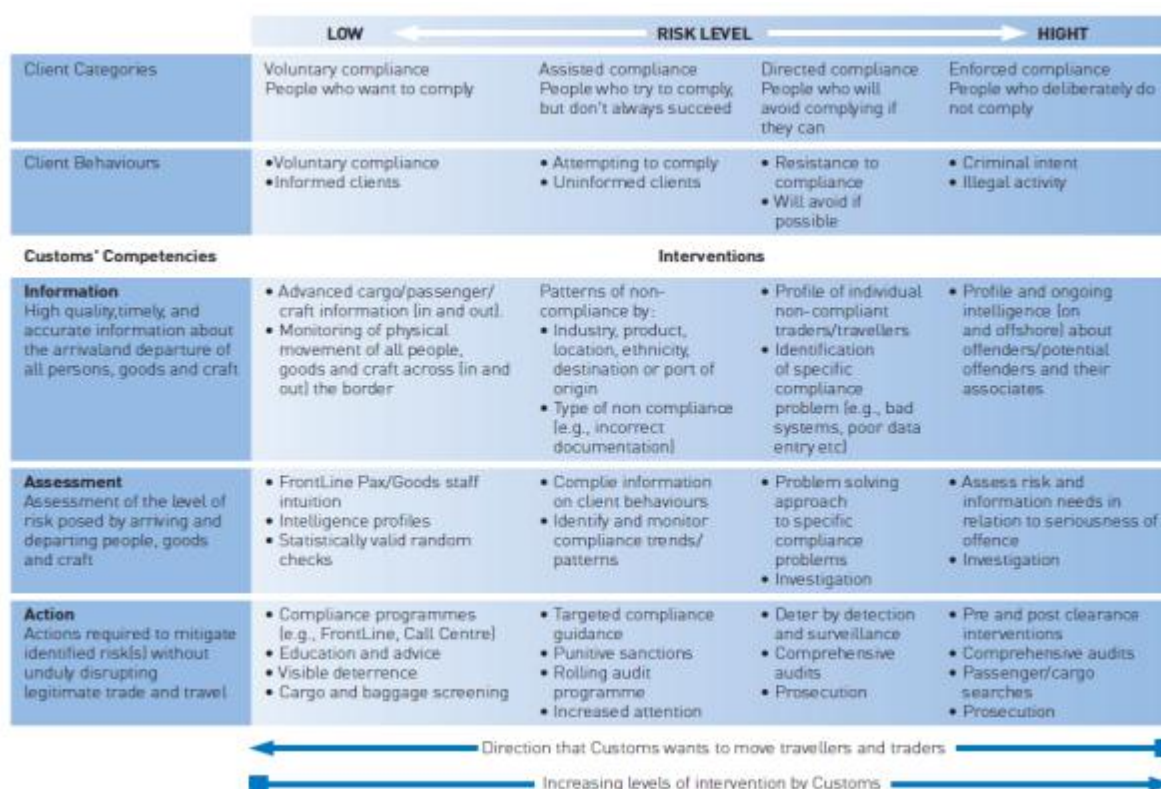 LOW RISK LEVEL HIGHT
Client Categories
Voluntary compliance
People who want to comply
Assisted compliance
People who try to comply,
but don't always succeed
Directed compliance
People who will
avoid complying if
they can
Enforced compliance
People who deliberately do
not comply
Client Behaviours
•Voluntary compliance
•Informed clients
• Attempting to comply
• Uninformed clients
• Resistance to
compliance
• Will avoid if
possible
• Criminal intent
• Illegal activity
Customs' Competencies
Interventions
Information
High quality,timely, and
accurate information about
the arrivaland departure of
all persons, goods and craft
• Advanced cargo/passenger/
craft information (in and out).
• Monitoring of physical
movement of all people,
goods and craft across (in and
out) the border
Patterns of non-
compliance by:
• Industry, product,
location, ethnicity,
destination or port of
origin
• Type of non compliance
(e.g., incorrect
documentation)
• Profile of individual
non-compliant
traders/travellers
• Identification
of specific
compliance
problem (e.g., bad
systems, poor data
entry etc)
• Profile and ongoing
intelligence (on
and offshore) about
offenders/potential
offenders and their
associates
Assessment
Assessment of the level of
risk posed by arriving and
departing people, goods
and craft
• FrontLine Pax/Goods staff
intuition
• Intelligence profiles
• Statistically valid random
checks
• Complie information
on client behaviours
• Identify and monitor
compliance trends/
patterns
• Problem solving
approach
to specific
compliance
problems
• Investigation
• Assess risk and
information needs in
relation to seriousness of
offence
• Investigation
Action
Actions required to mitigate
identified risk(s) without
unduly disrupting
legitimate trade and travel
• Compliance programmes
(e.g., FrontLine, Call Centre)
• Education and advice
• Visible deterrence
• Cargo and baggage screening
• Targeted compliance
guidance
• Punitive sanctions
• Rolling audit
programme
• Increased attention
• Deter by detection
and surveillance
• Comprehensive
audits
• Prosecution
• Pre and post clearance
interventions
• Comprehensive audits
• Passenger/cargo
searches
• Prosecution
Direction that Customs wants to move travellers and traders
Increasing levels of intervention by Customs